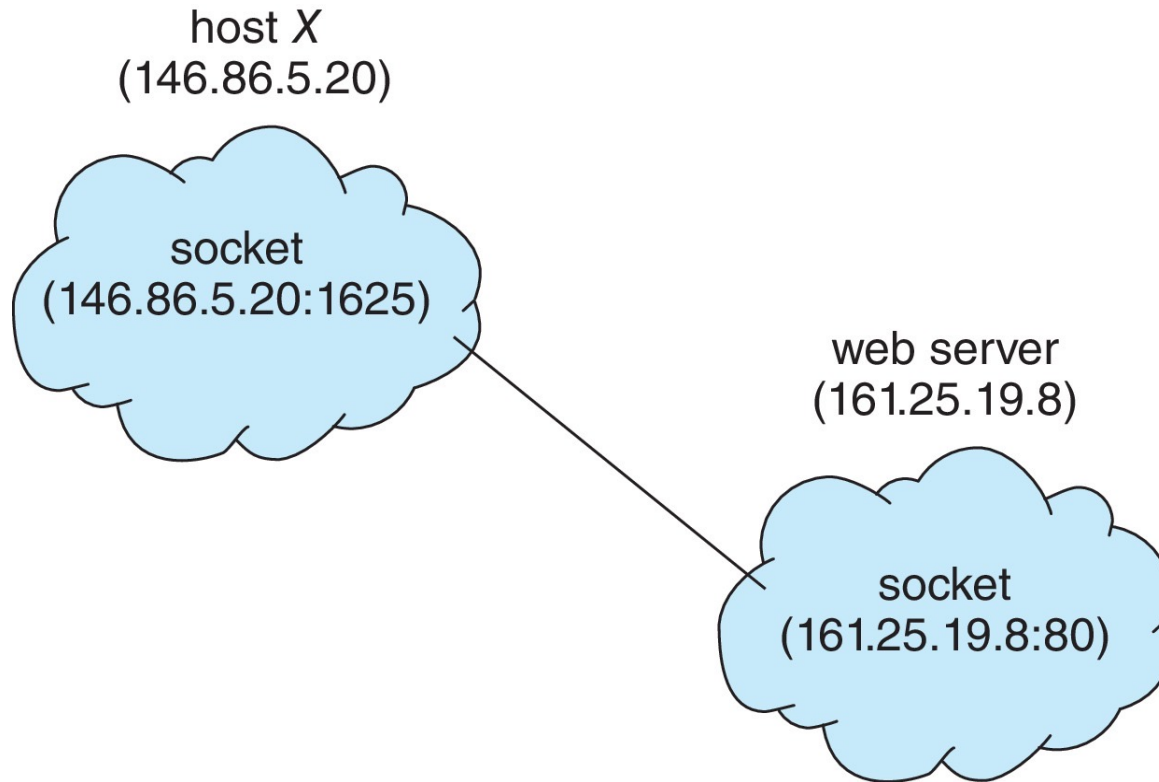 host X
(146.86.5.20)
socket
(146.86.5.20:1625)
web server
(161.25.19.8)
socket
(161.25.19.8:80)